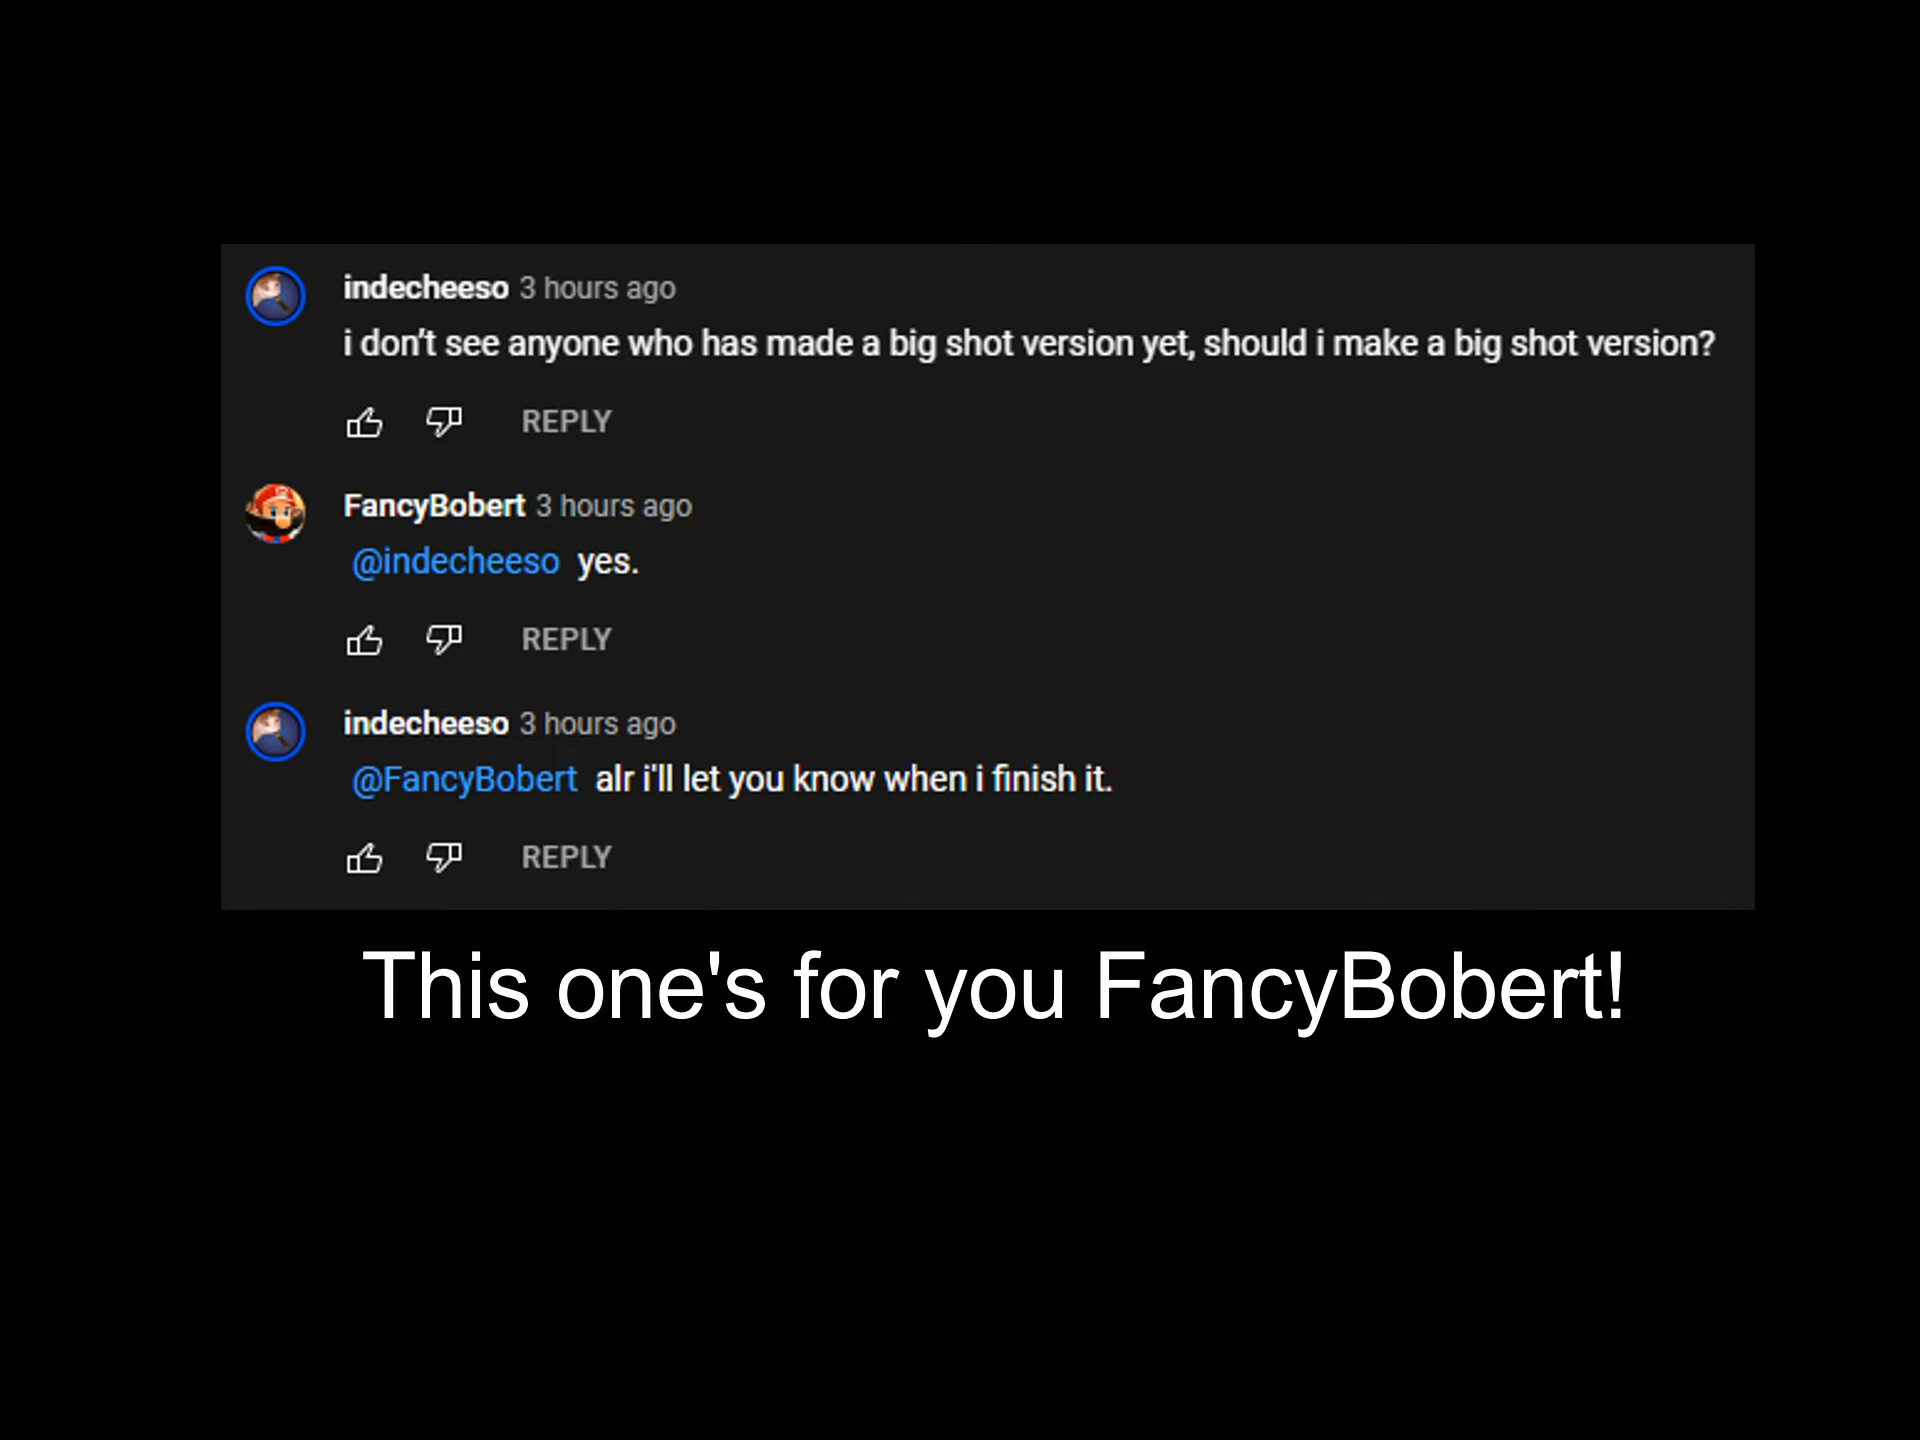 indecheeso 3 hours ago
i don't see anyone who has made a big shot version yet, should i make a big shot version?
REPLY
FancyBobert 3 hours ago
@indecheeso yes.
REPLY
indecheeso 3 hours ago
@FancyBobert alr i'll let you know when i finish it.
REPLY
This one's for you FancyBobert!